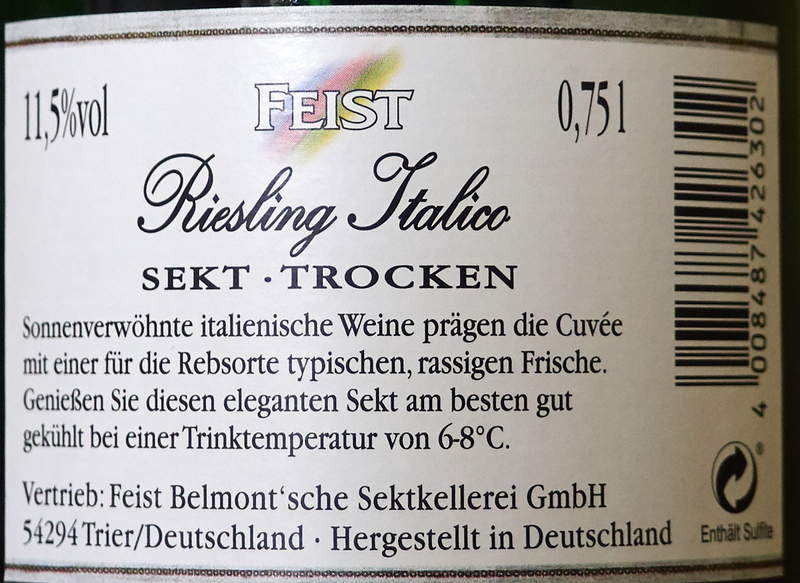 11,5%vol
FEIST
0,75 l
Riesling Italico
SEKT · TROCKEN
Sonnenverwöhnte italienische Weine prägen die Cuvée
mit einer für die Rebsorte typischen, rassigen Frische.
Genießen Sie diesen eleganten Sekt am besten gut
gekühlt bei einer Trinktemperatur von 6-8°C.
Vertrieb: Feist Belmont‘sche Sektkellerei GmbH
54294 Trier/Deutschland · Hergestellt in Deutschland
4 008487 426302
®
Enthält Sulfite